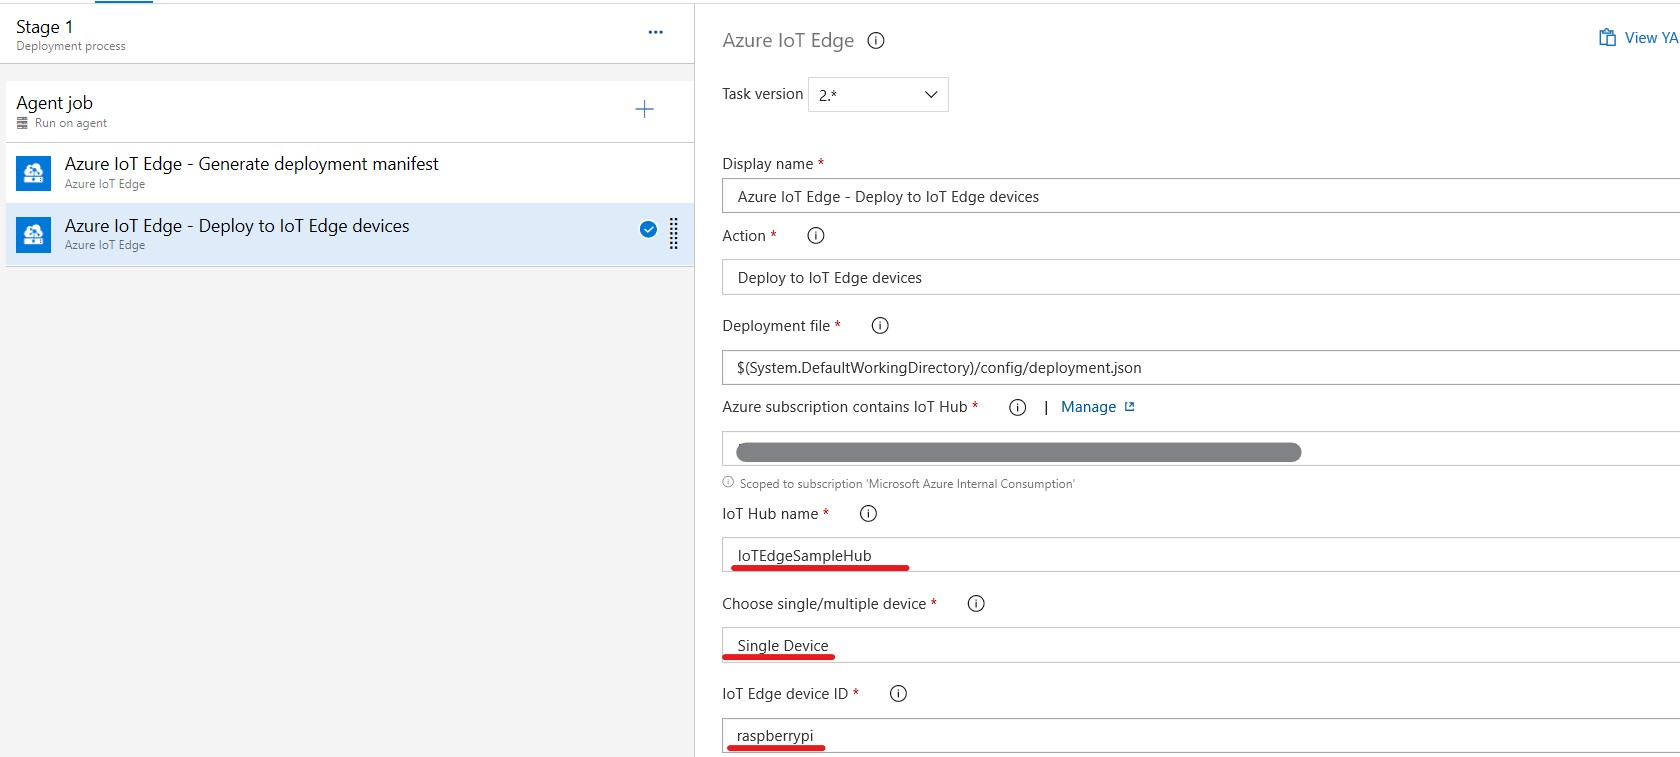 Stage 1
Deployment process
Agent job
Run on agent
Azure IoT Edge - Generate deployment manifest
Azure IoT Edge
Azure IoT Edge - Deploy to IoT Edge devices
Azure IoT Edge
Azure IoT Edge
View YA
Task version 2.*
Display name *
Azure IoT Edge - Deploy to IoT Edge devices
Action *
Deploy to IoT Edge devices
Deployment file *
$(System.DefaultWorkingDirectory)/config/deployment.json
Azure subscription contains IoT Hub * | Manage
Scoped to subscription 'Microsoft Azure Internal Consumption'
IoT Hub name *
IoTEdgeSampleHub
Choose single/multiple device *
Single Device
IoT Edge device ID *
raspberrypi